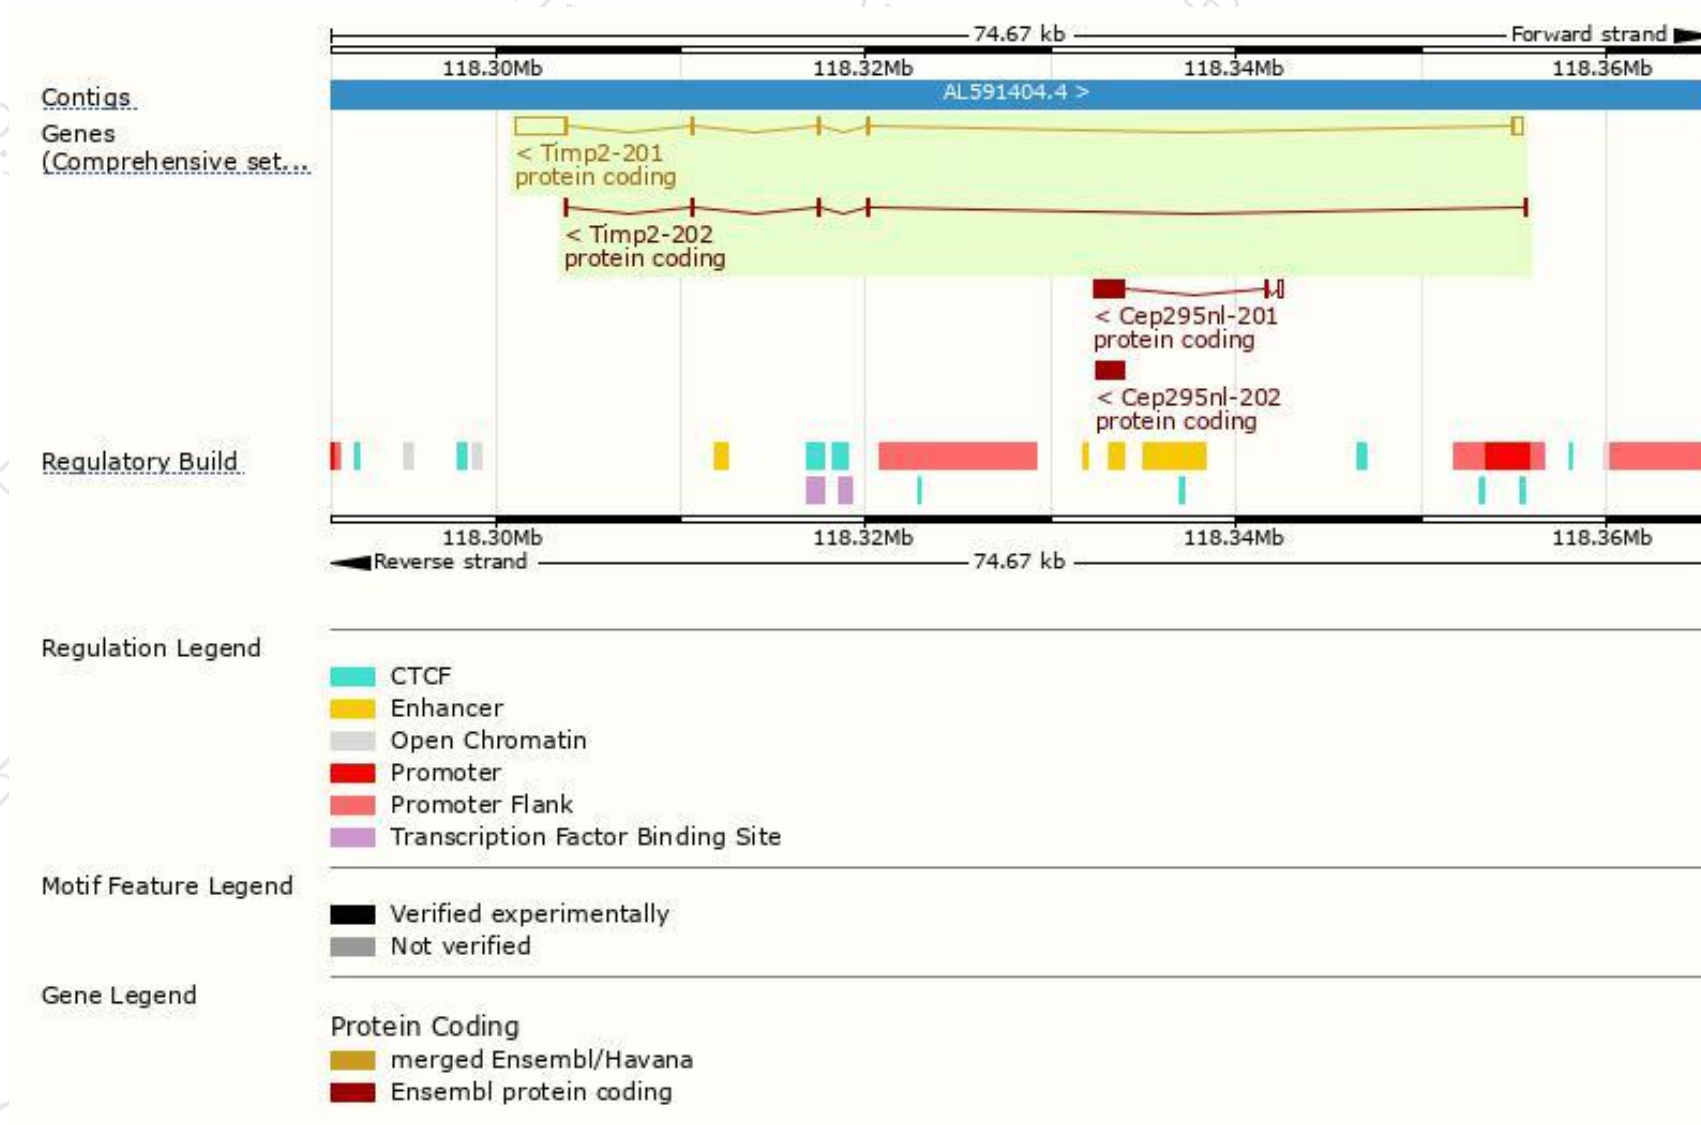 74.67 kb Forward strand
118.30Mb 118.32Mb 118.34Mb 118.36Mb
Contigs AL591404.4 >
Genes
(Comprehensive set...
< Timp2-201
protein coding
< Timp2-202
protein coding
< Cep295nl-201
protein coding
< Cep295nl-202
protein coding
Regulatory Build
118.30Mb 118.32Mb 118.34Mb 118.36Mb
Reverse strand 74.67 kb
Regulation Legend
CTCF
Enhancer
Open Chromatin
Promoter
Promoter Flank
Transcription Factor Binding Site
Motif Feature Legend
Verified experimentally
Not verified
Gene Legend
Protein Coding
merged Ensembl/Havana
Ensembl protein coding